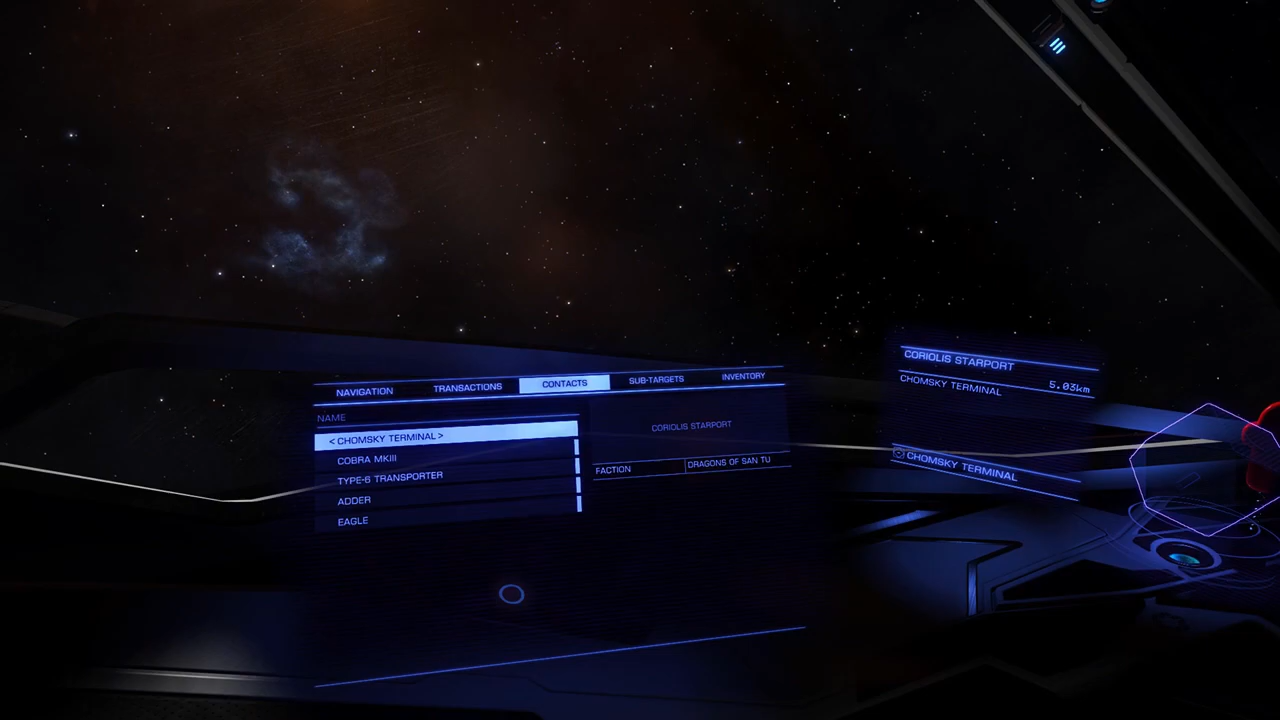 NAVIGATION TRANSACTIONS CONTACTS SUB-TARGETS INVENTORY
NAME
< CHOMSKY TERMINAL >
COBRA MKIII
TYPE-6 TRANSPORTER
ADDER
EAGLE
CORIOLIS STARPORT
FACTION DRAGONS OF SAN TU
CORIOLIS STARPORT
CHOMSKY TERMINAL 5.03km
CHOMSKY TERMINAL